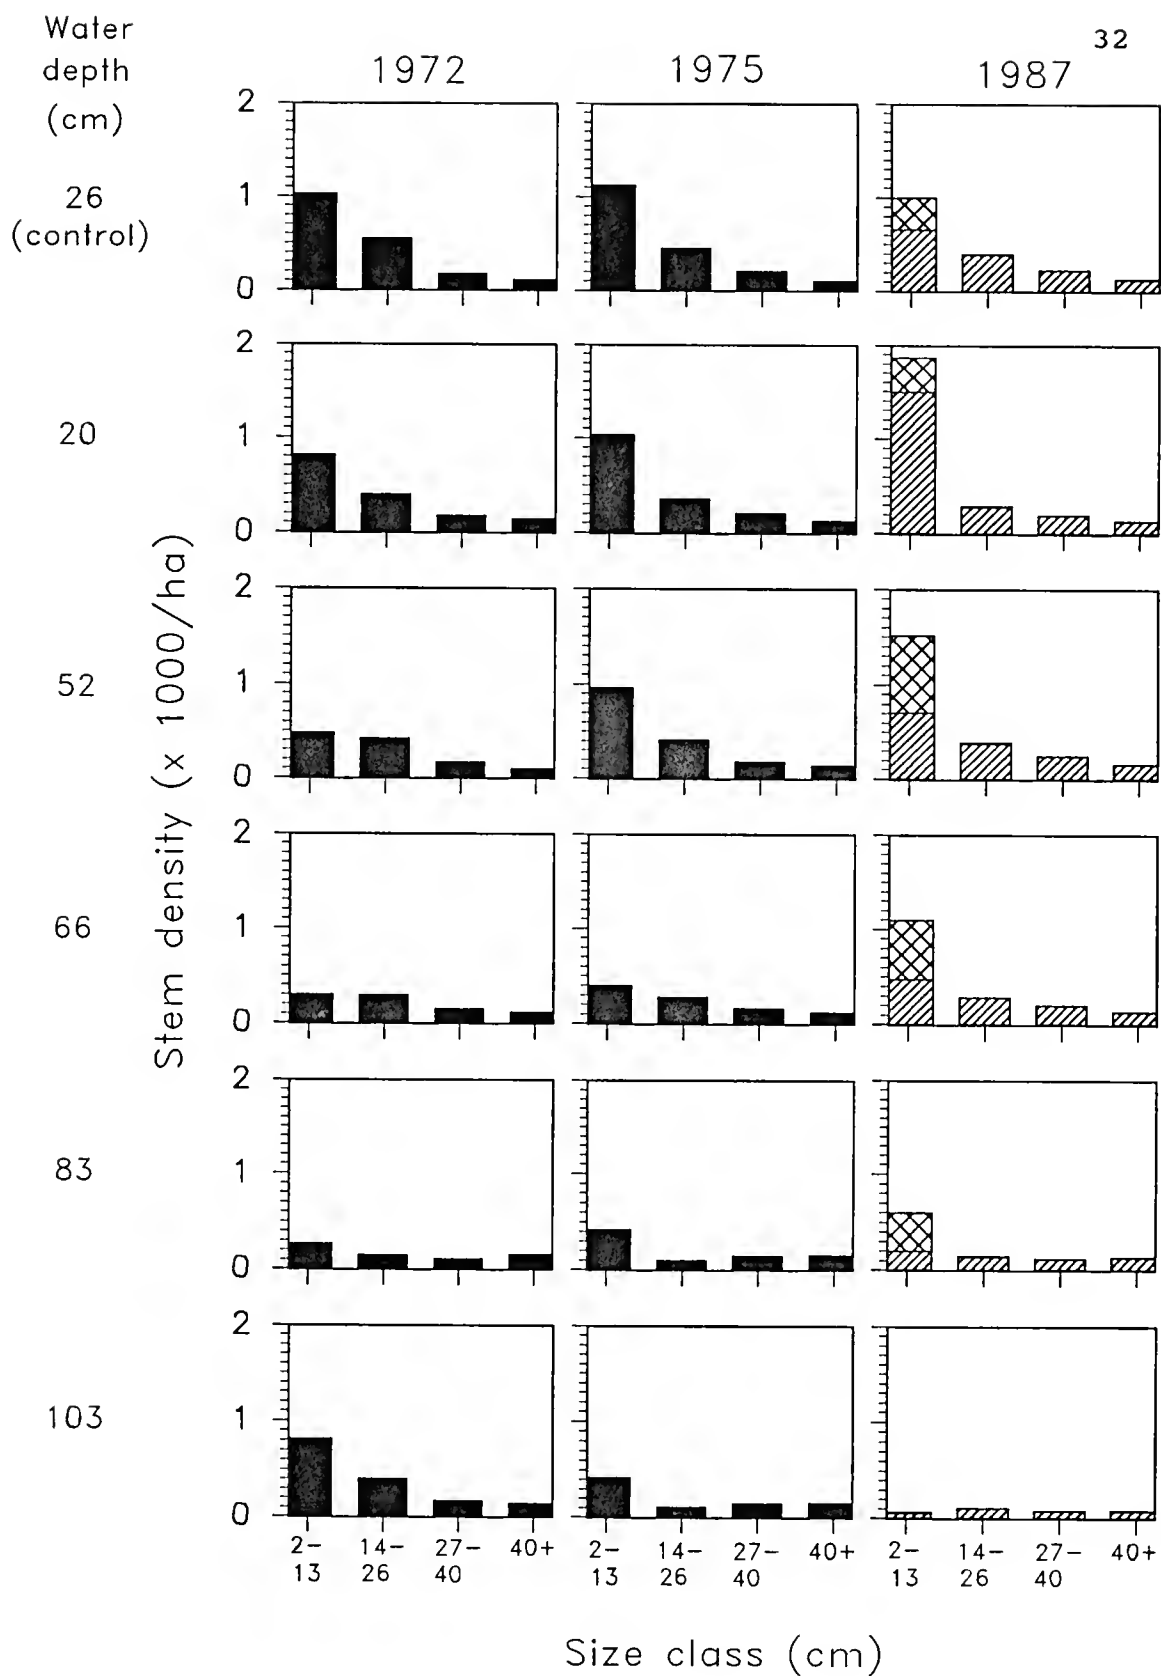 32
Water
depth
(cm)
1972 1975 1987
26
(control)
2
1
0
20
2
1
0
52
2
1
0
66
2
1
0
83
2
1
0
103
2
1
0
Stem density (x 1000/ha)
2- 14- 27- 40+ 2- 14- 27- 40+ 2- 14- 27- 40+
13 26 40 13 26 40 13 26 40
Size class (cm)